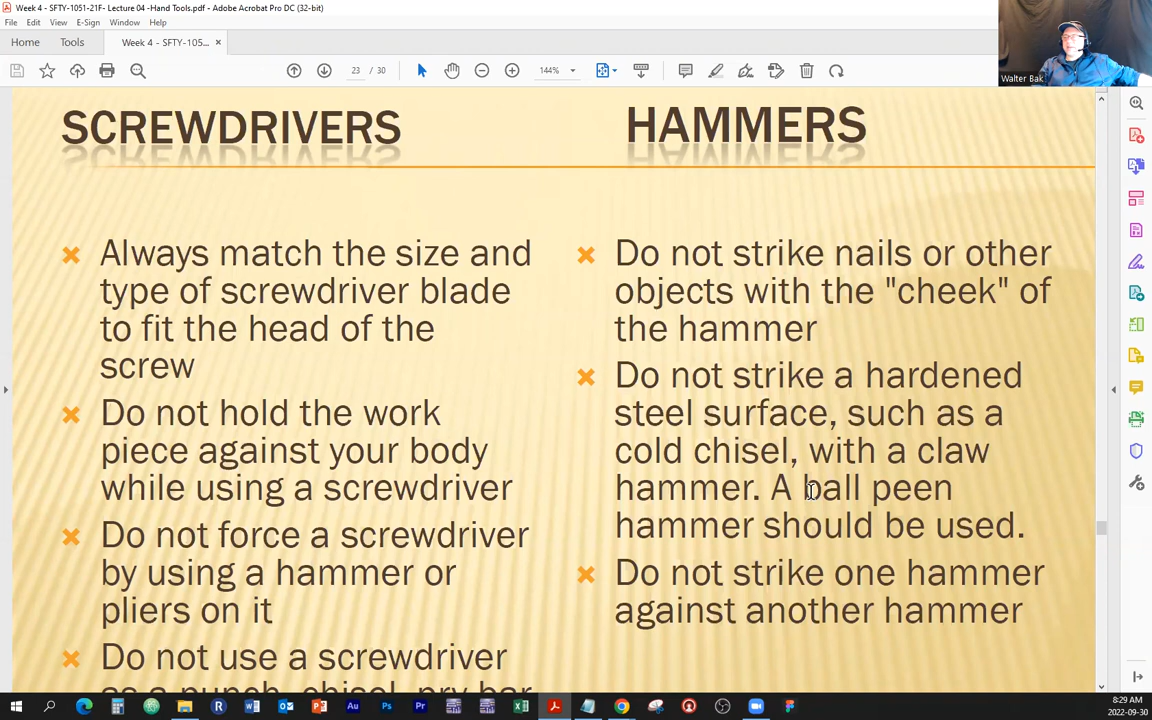 Week 4 - SFTY-1051-21F- Lecture 04 -Hand Tools.pdf - Adobe Acrobat Pro DC (32-bit)
File Edit View E-Sign Window Help
Home Tools Week 4 - SFTY-105...
23 / 30 144%
Walter Bak
SCREWDRIVERS
Always match the size and
type of screwdriver blade
to fit the head of the
screw
Do not hold the work
piece against your body
while using a screwdriver
Do not force a screwdriver
by using a hammer or
pliers on it
Do not use a screwdriver
as a punch, chisel, pry bar
HAMMERS
Do not strike nails or other
objects with the "cheek" of
the hammer
Do not strike a hardened
steel surface, such as a
cold chisel, with a claw
hammer. A ball peen
hammer should be used.
Do not strike one hammer
against another hammer
8:29 AM
2022-09-30